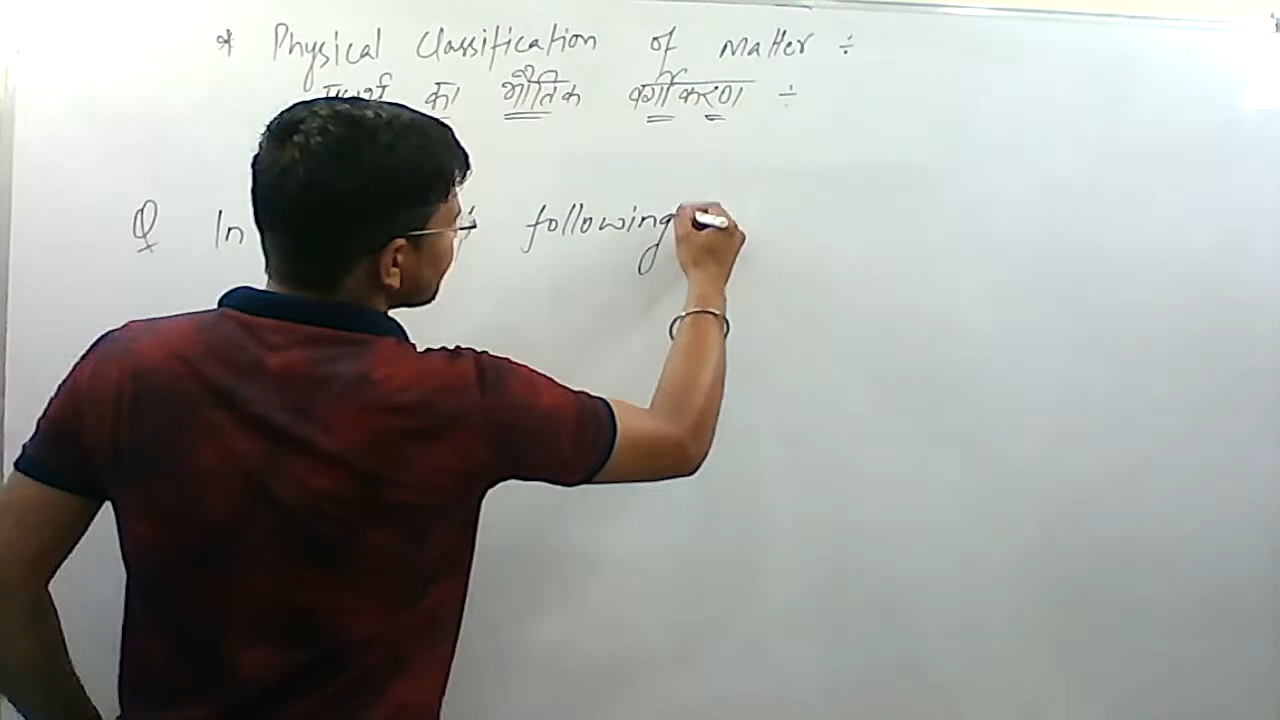 * Physical Classification of matter ÷
का भौतिक वर्गीकरण ÷
Q In following